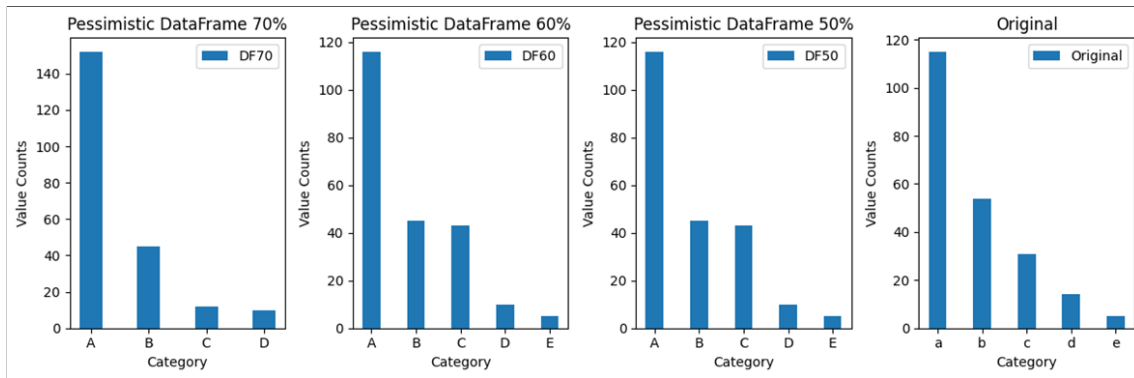 Pessimistic DataFrame 70%
DF70
Value Counts
140
120
100
80
60
40
20
0
A B C D
Category
Pessimistic DataFrame 60%
DF60
Value Counts
120
100
80
60
40
20
0
A B C D E
Category
Pessimistic DataFrame 50%
DF50
Value Counts
120
100
80
60
40
20
0
A B C D E
Category
Original
Original
Value Counts
120
100
80
60
40
20
0
a b c d e
Category